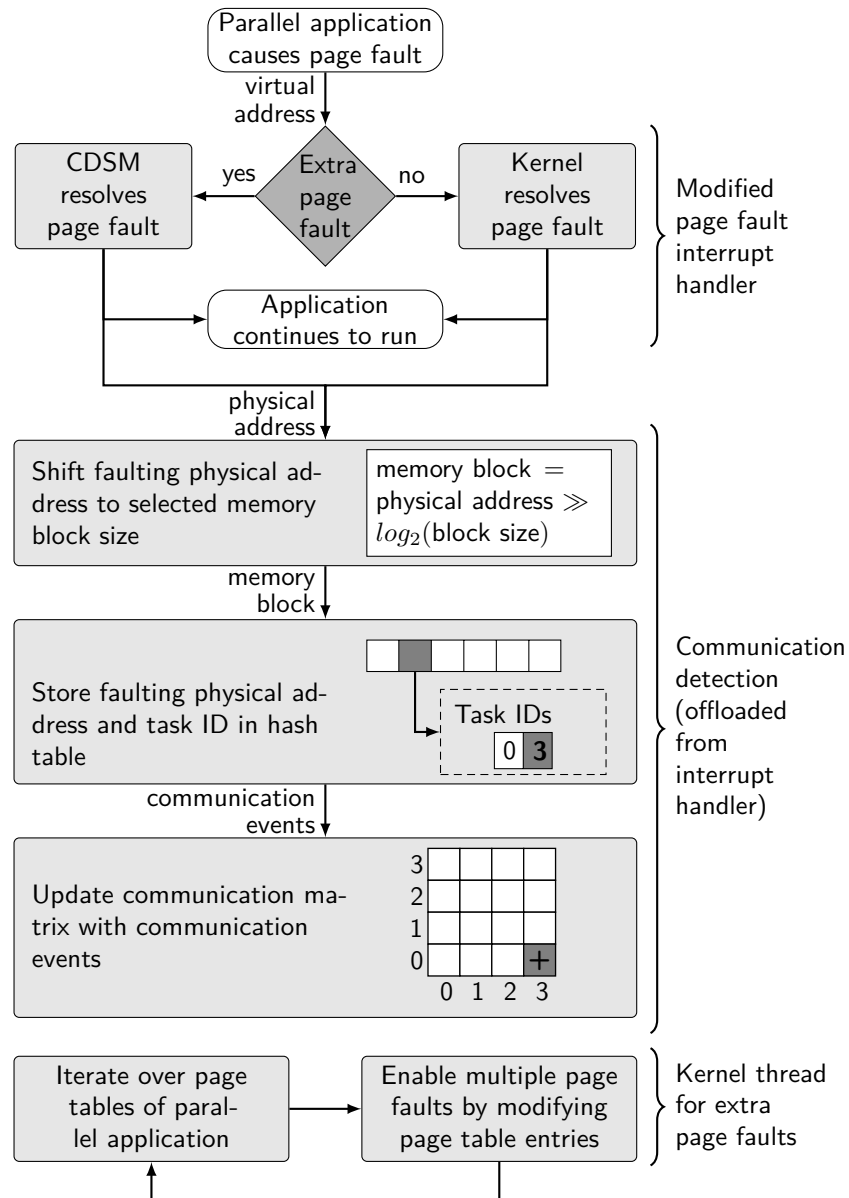 Parallel application
causes page fault
virtual
address
CDSM
resolves
page fault
yes
Extra
page
fault
no
Kernel
resolves
page fault
Modified
page fault
interrupt
handler
Application
continues to run
physical
address
Shift faulting physical ad-
dress to selected memory
block size
memory block =
physical address ≫
log₂(block size)
memory
block
Store faulting physical ad-
dress and task ID in hash
table
Task IDs
0 3
Communication
detection
(offloaded
from
interrupt
handler)
communication
events
Update communication ma-
trix with communication
events
3
2
1
0 +
0 1 2 3
Iterate over page
tables of paral-
lel application
Enable multiple page
faults by modifying
page table entries
Kernel thread
for extra
page faults